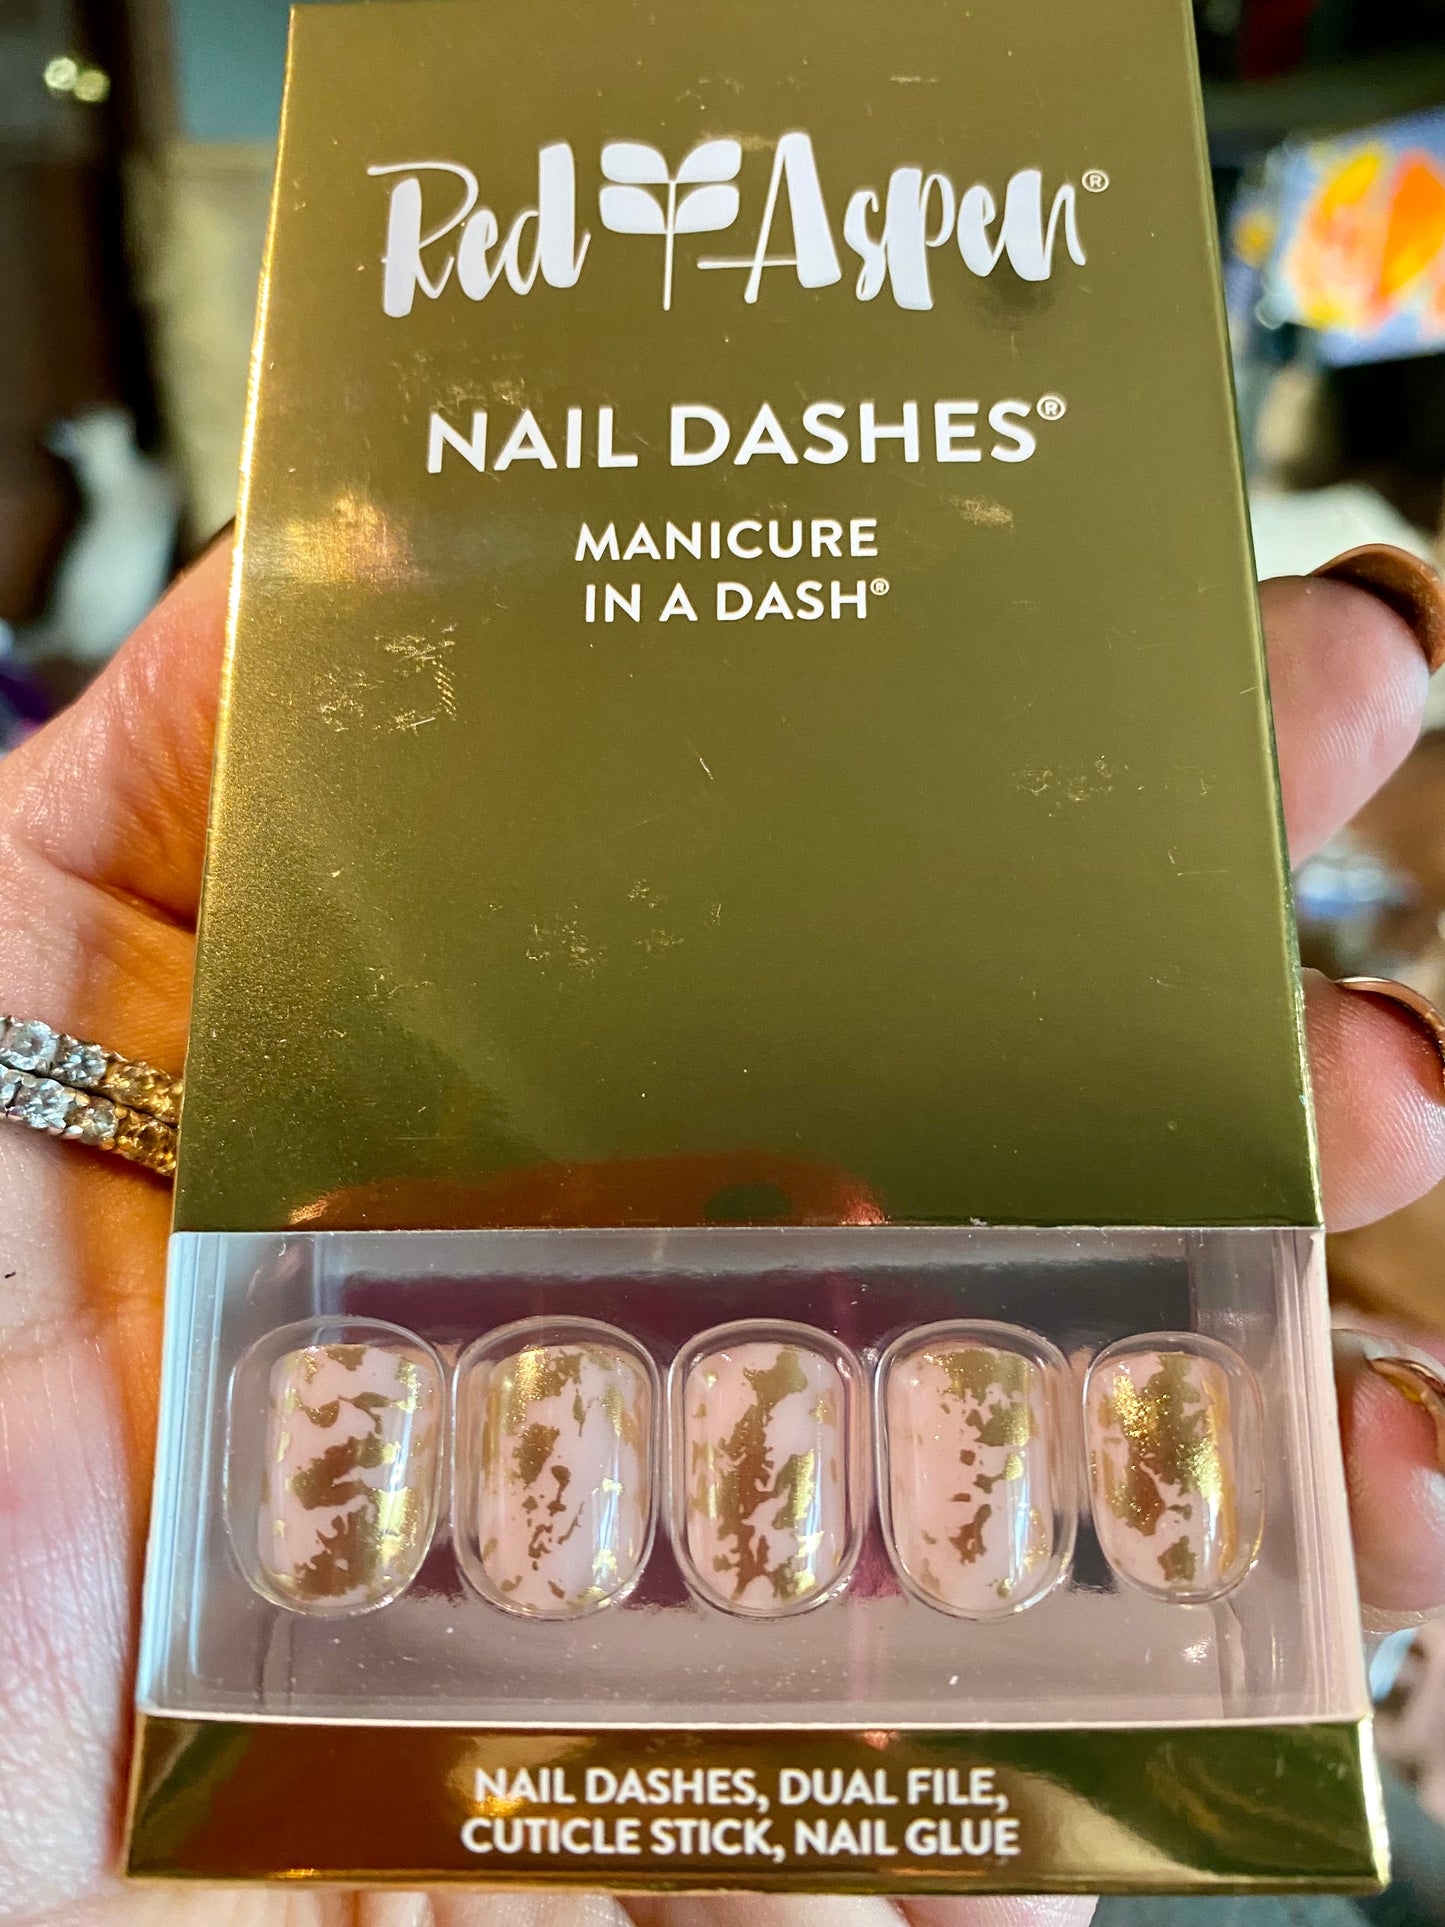 Red Aspen®
NAIL DASHES®
MANICURE
IN A DASH®
NAIL DASHES, DUAL FILE,
CUTICLE STICK, NAIL GLUE